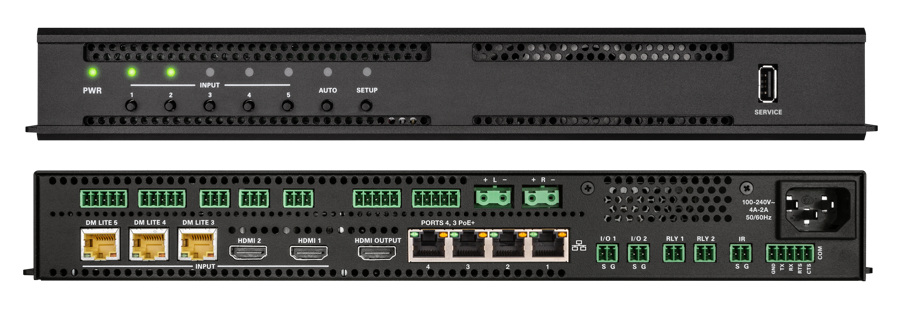 PWR
INPUT
1 2 3 4 5 AUTO SETUP
SERVICE
+ L − + R −
100-240V~
4A-2A
50/60Hz
DM LITE 5 DM LITE 4 DM LITE 3 HDMI 2 HDMI 1 HDMI OUTPUT
PORTS 4, 3 PoE+
I/O 1 I/O 2 RLY 1 RLY 2 IR COM
INPUT
4 3 2 1
S G S G S G
GND TX RX RTS CTS